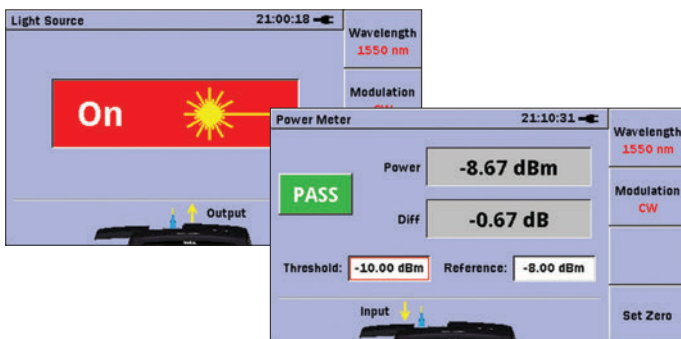 Light Source 21:00:18
Wavelength
1550 nm
Modulation
On
Output
Power Meter 21:10:31
Wavelength
1550 nm
Power -8.67 dBm
Modulation
CW
PASS
Diff -0.67 dB
Threshold: -10.00 dBm Reference: -8.00 dBm
Input
Set Zero